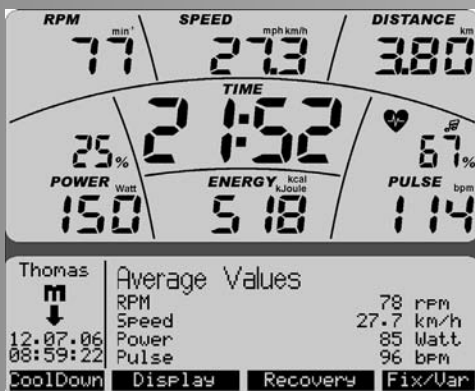 RPM SPEED DISTANCE
min⁻ mph km/h km
77 27.3 3.80
TIME
21:52
25% 67%
POWER Watt ENERGY kcal kJoule PULSE bpm
150 518 114
Thomas Average Values
m RPM 78 rpm
Speed 27.7 km/h
12.07.06 Power 85 Watt
08:59:22 Pulse 96 bpm
CoolDown Display Recovery Fix/Var